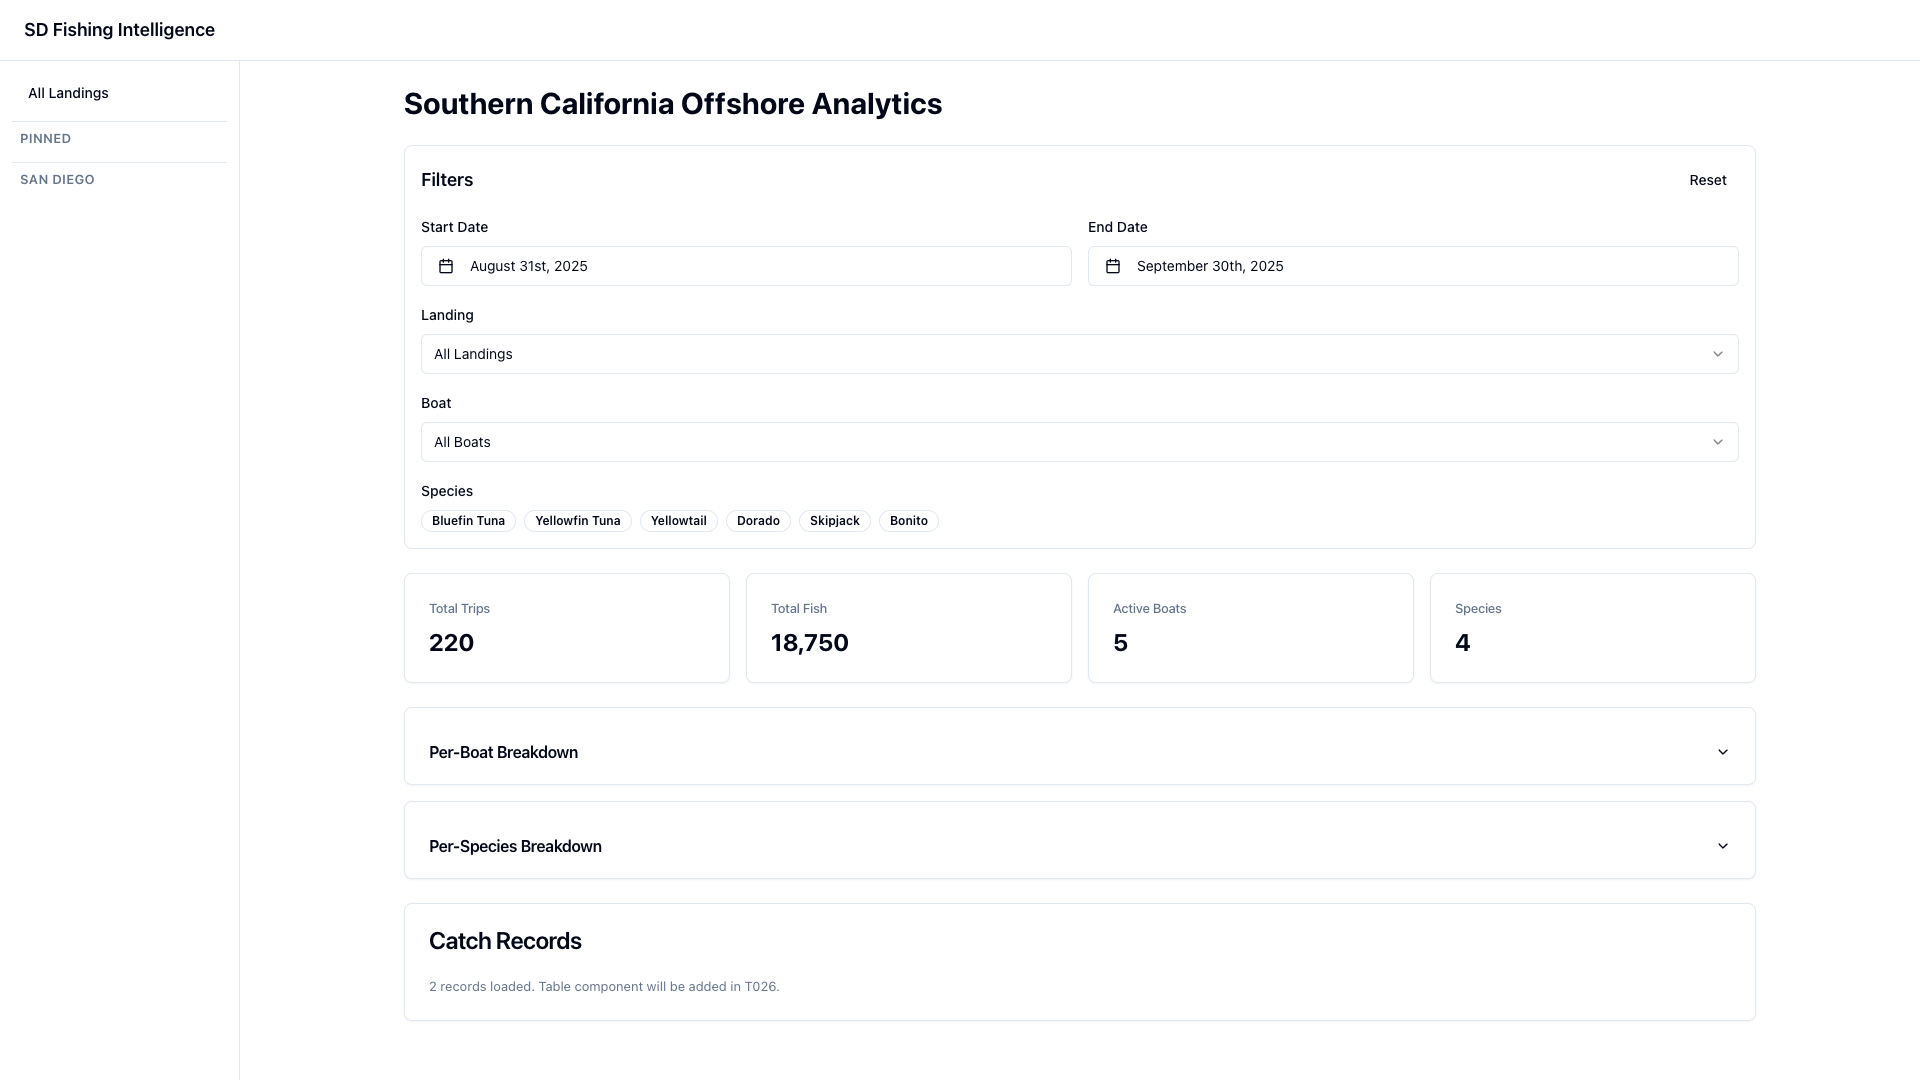 SD Fishing Intelligence
All Landings
PINNED
SAN DIEGO
Southern California Offshore Analytics
Filters
Reset
Start Date
End Date
August 31st, 2025
September 30th, 2025
Landing
All Landings
Boat
All Boats
Species
Bluefin Tuna Yellowfin Tuna Yellowtail Dorado Skipjack Bonito
Total Trips
220
Total Fish
18,750
Active Boats
5
Species
4
Per-Boat Breakdown
Per-Species Breakdown
Catch Records
2 records loaded. Table component will be added in T026.